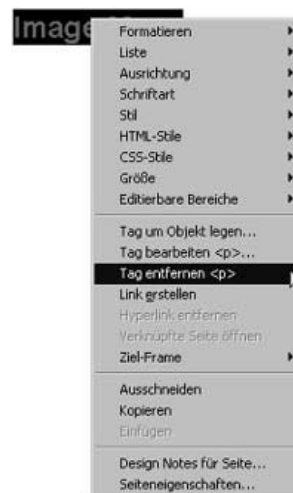 Image
Formatieren
Liste
Ausrichtung
Schriftart
Stil
HTML-Stile
CSS-Stile
Größe
Editierbare Bereiche
Tag um Objekt legen...
Tag bearbeiten <p>...
Tag entfernen <p>
Link erstellen
Hyperlink entfernen
Verknüpfte Seite öffnen
Ziel-Frame
Ausschneiden
Kopieren
Einfügen
Design Notes für Seite...
Seiteneigenschaften...